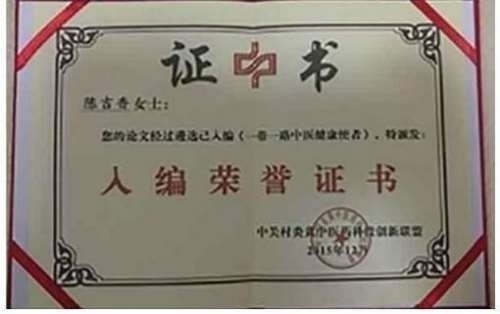 证书
陈吉春女士：
您的论文经过遴选已入编《一带一路中医健康使者》，特颁发：
入编荣誉证书
中关村炎黄中医药科技创新联盟
2015年12月